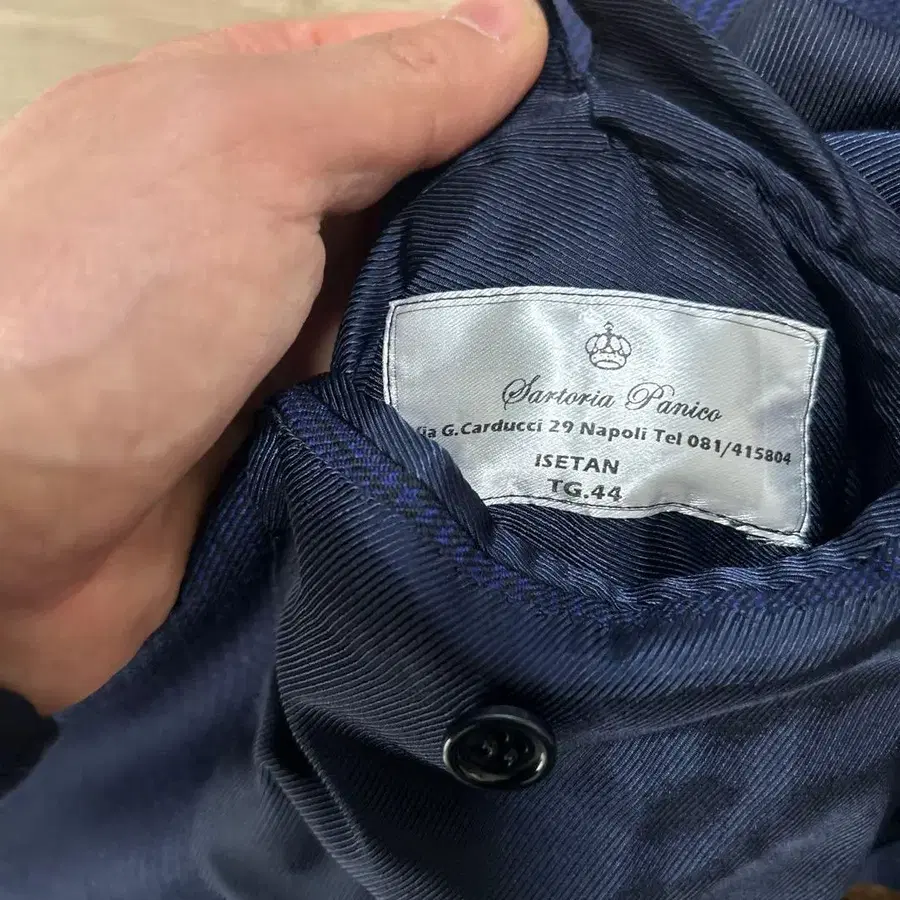 Sartoria Panico
Via G.Carducci 29 Napoli Tel 081/415804
ISETAN
TG.44